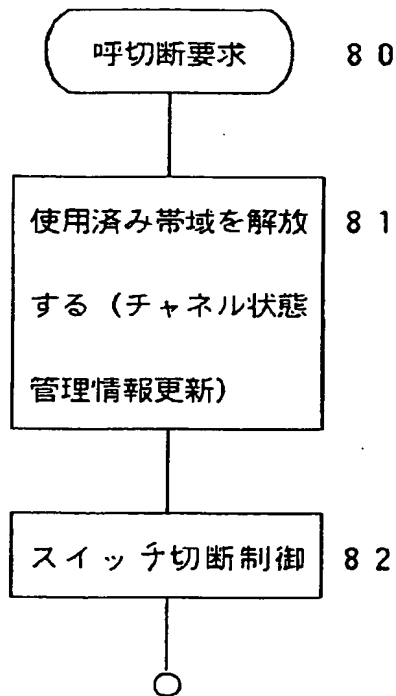 呼切断要求 80
使用済み帯域を解放 81
する（チャネル状態
管理情報更新）
スイッチ切断制御 82